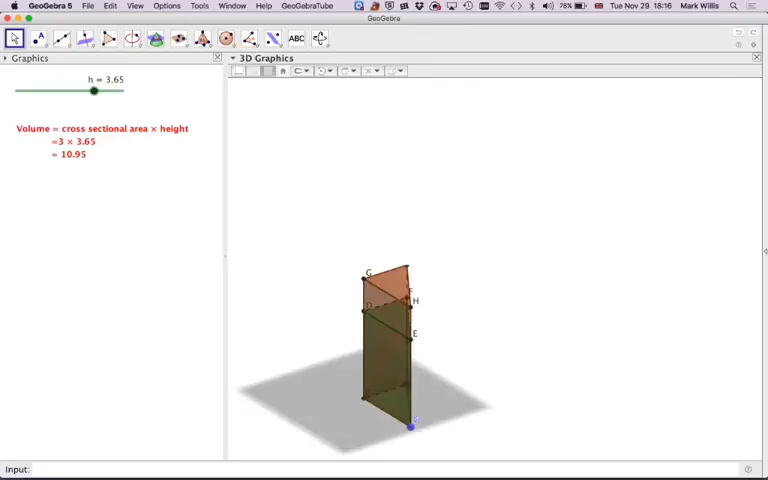 GeoGebra 5 File Edit View Options Tools Window Help GeoGebraTube 78% Tue Nov 29 18:16 Mark Willis
GeoGebra
ABC
Graphics
3D Graphics
h = 3.65
Volume = cross sectional area × height
=3 × 3.65
= 10.95
G
F
H
D
E
Input: